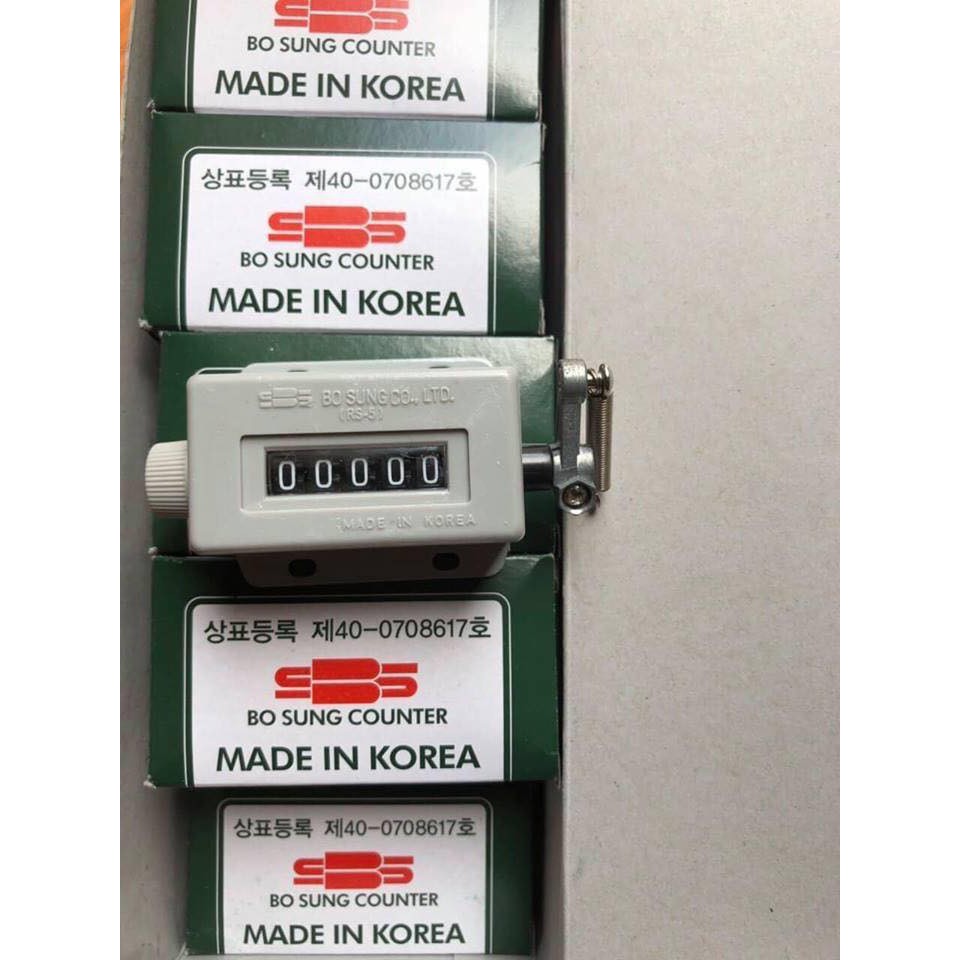 BO SUNG COUNTER
MADE IN KOREA
상표등록 제40-0708617호
SBS
BO SUNG COUNTER
MADE IN KOREA
SBS BO SUNG CO., LTD.
(RS-5)
00000
MADE IN KOREA
상표등록 제40-0708617호
SBS
BO SUNG COUNTER
MADE IN KOREA
상표등록 제40-0708617호
SBS
BO SUNG COUNTER
MADE IN KOREA